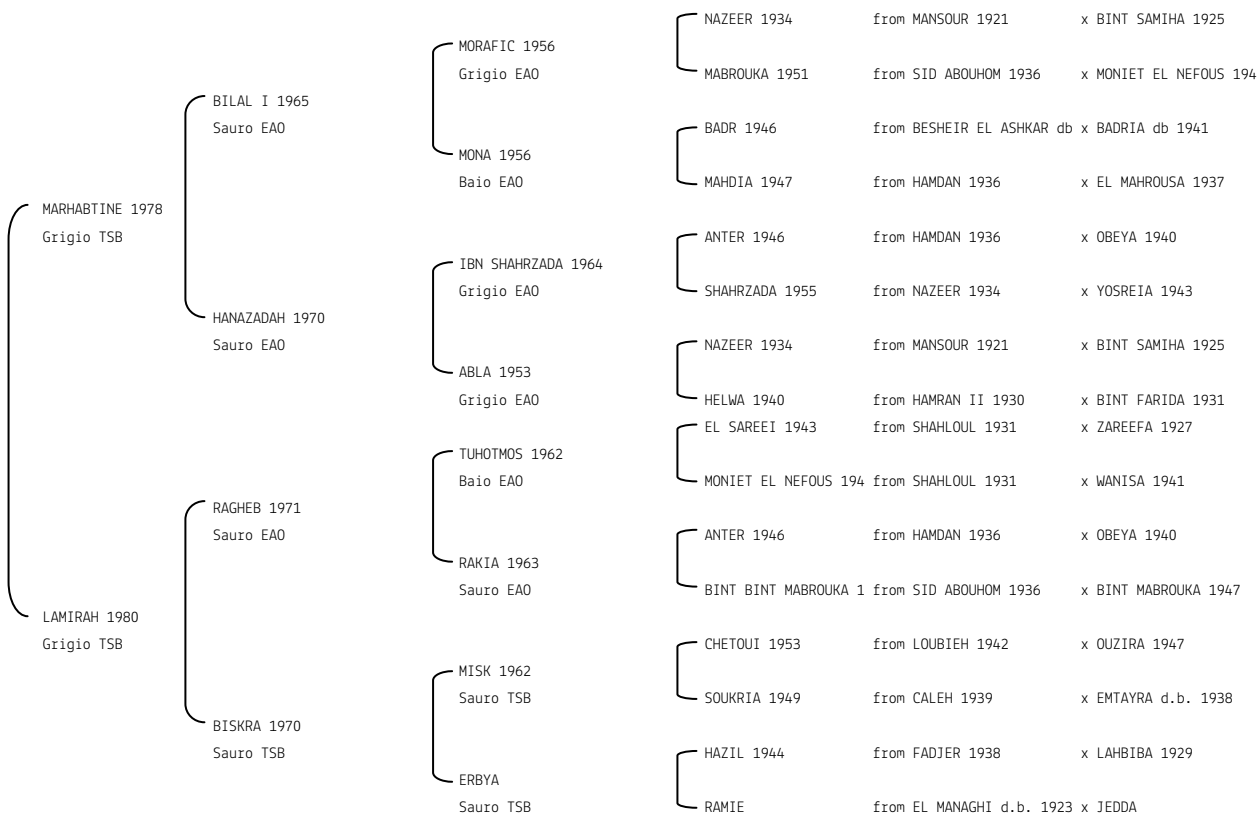 NAZEER 1934 from MANSOUR 1921 x BINT SAMIHA 1925
MORAFIC 1956
Grigio EAO
MABROUKA 1951 from SID ABOUHOM 1936 x MONIET EL NEFOUS 194
BILAL I 1965
Sauro EAO
BADR 1946 from BESHEIR EL ASHKAR db x BADRIA db 1941
MONA 1956
Baio EAO
MAHDIA 1947 from HAMDAN 1936 x EL MAHROUSA 1937
MARHABTINE 1978
Grigio TSB
ANTER 1946 from HAMDAN 1936 x OBEYA 1940
IBN SHAHRZADA 1964
Grigio EAO
SHAHRZADA 1955 from NAZEER 1934 x YOSREIA 1943
HANAZADAH 1970
Sauro EAO
NAZEER 1934 from MANSOUR 1921 x BINT SAMIHA 1925
ABLA 1953
Grigio EAO
HELWA 1940 from HAMRAN II 1930 x BINT FARIDA 1931
EL SAREEI 1943 from SHAHLOUL 1931 x ZAREEFA 1927
TUHOTMOS 1962
Baio EAO
MONIET EL NEFOUS 194 from SHAHLOUL 1931 x WANISA 1941
RAGHEB 1971
Sauro EAO
ANTER 1946 from HAMDAN 1936 x OBEYA 1940
RAKIA 1963
Sauro EAO
BINT BINT MABROUKA 1 from SID ABOUHOM 1936 x BINT MABROUKA 1947
LAMIRAH 1980
Grigio TSB
CHETOUI 1953 from LOUBIEH 1942 x OUZIRA 1947
MISK 1962
Sauro TSB
SOUKRIA 1949 from CALEH 1939 x EMTAYRA d.b. 1938
BISKRA 1970
Sauro TSB
HAZIL 1944 from FADJER 1938 x LAHBIBA 1929
ERBYA
Sauro TSB
RAMIE from EL MANAGHI d.b. 1923 x JEDDA